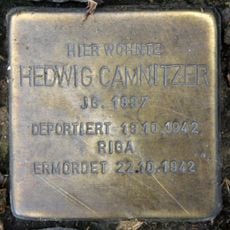 HIER WOHNTE
HEDWIG CAMNITZER
JG. 1887
DEPORTIERT 19.10.1942
RIGA
ERMORDET 22.10.1942